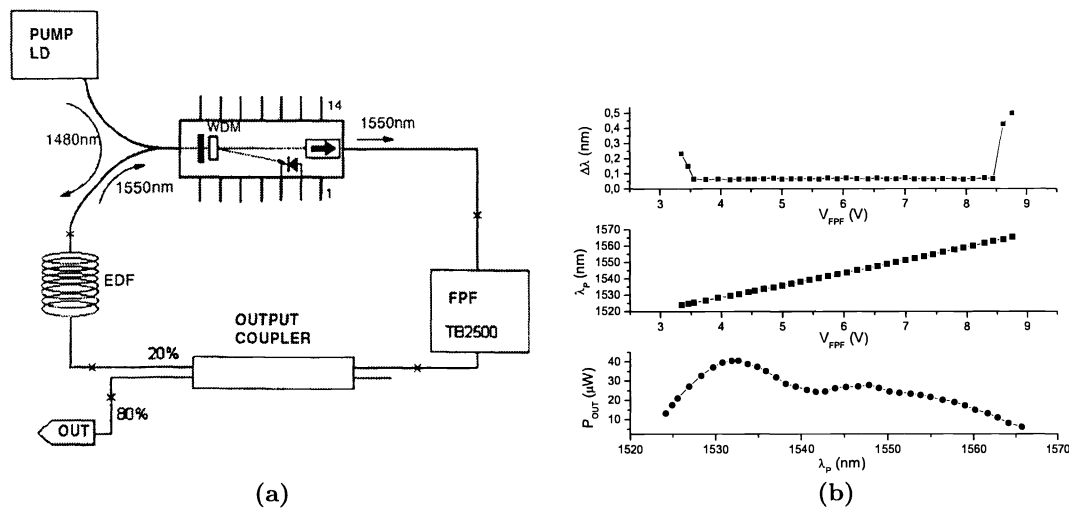 PUMP
LD
1480nm
1550nm
WDM
14
1
1550nm
EDF
FPF
TB2500
OUTPUT
COUPLER
20%
80%
OUT
(a)
Δλ (nm)
0,5
0,4
0,3
0,2
0,1
0,0
3 4 5 6 7 8 9
V_FPF (V)
λ_P (nm)
1570
1560
1550
1540
1530
1520
3 4 5 6 7 8 9
V_FPF (V)
P_OUT (μW)
40
30
20
10
1520 1530 1540 1550 1560 1570
λ_P (nm)
(b)